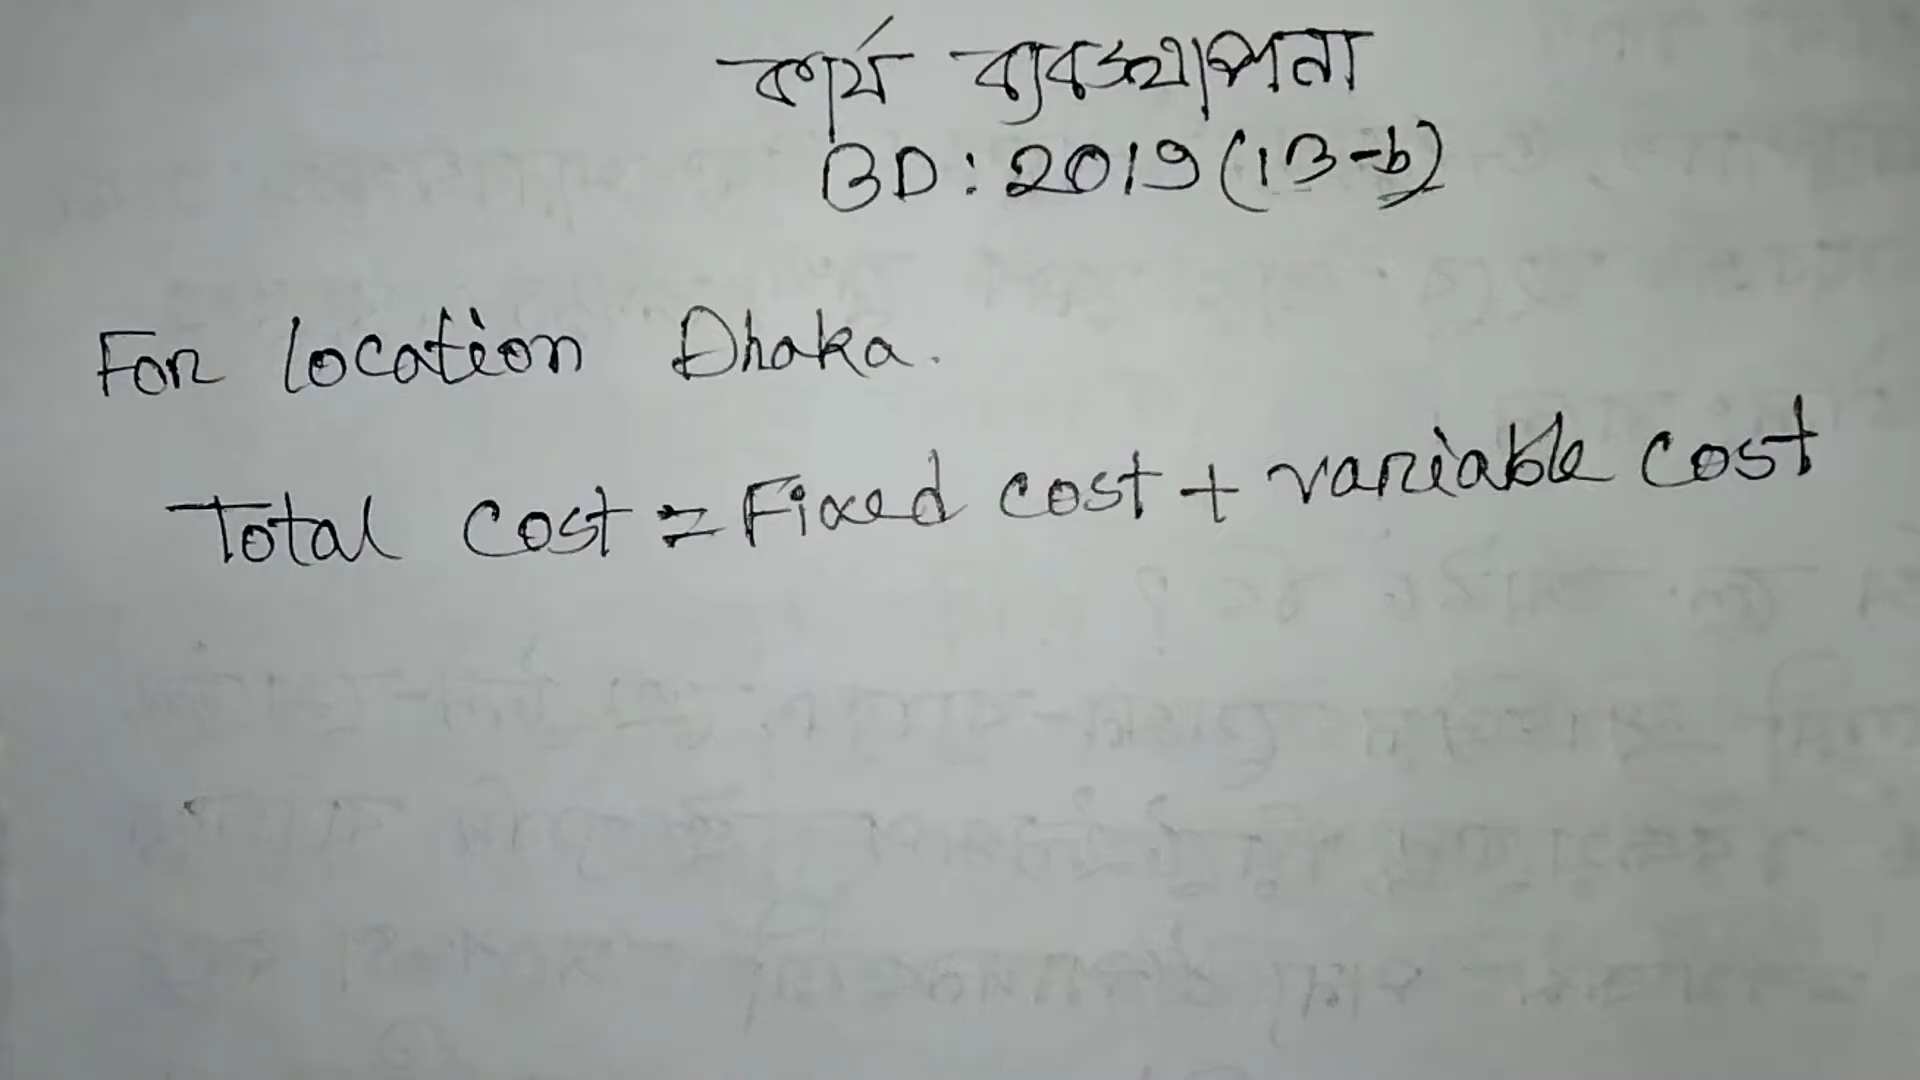 কার্য ব্যবস্থাপনা
BD: 2019 (13-b)
For location Dhaka.
Total cost = Fixed cost + variable cost